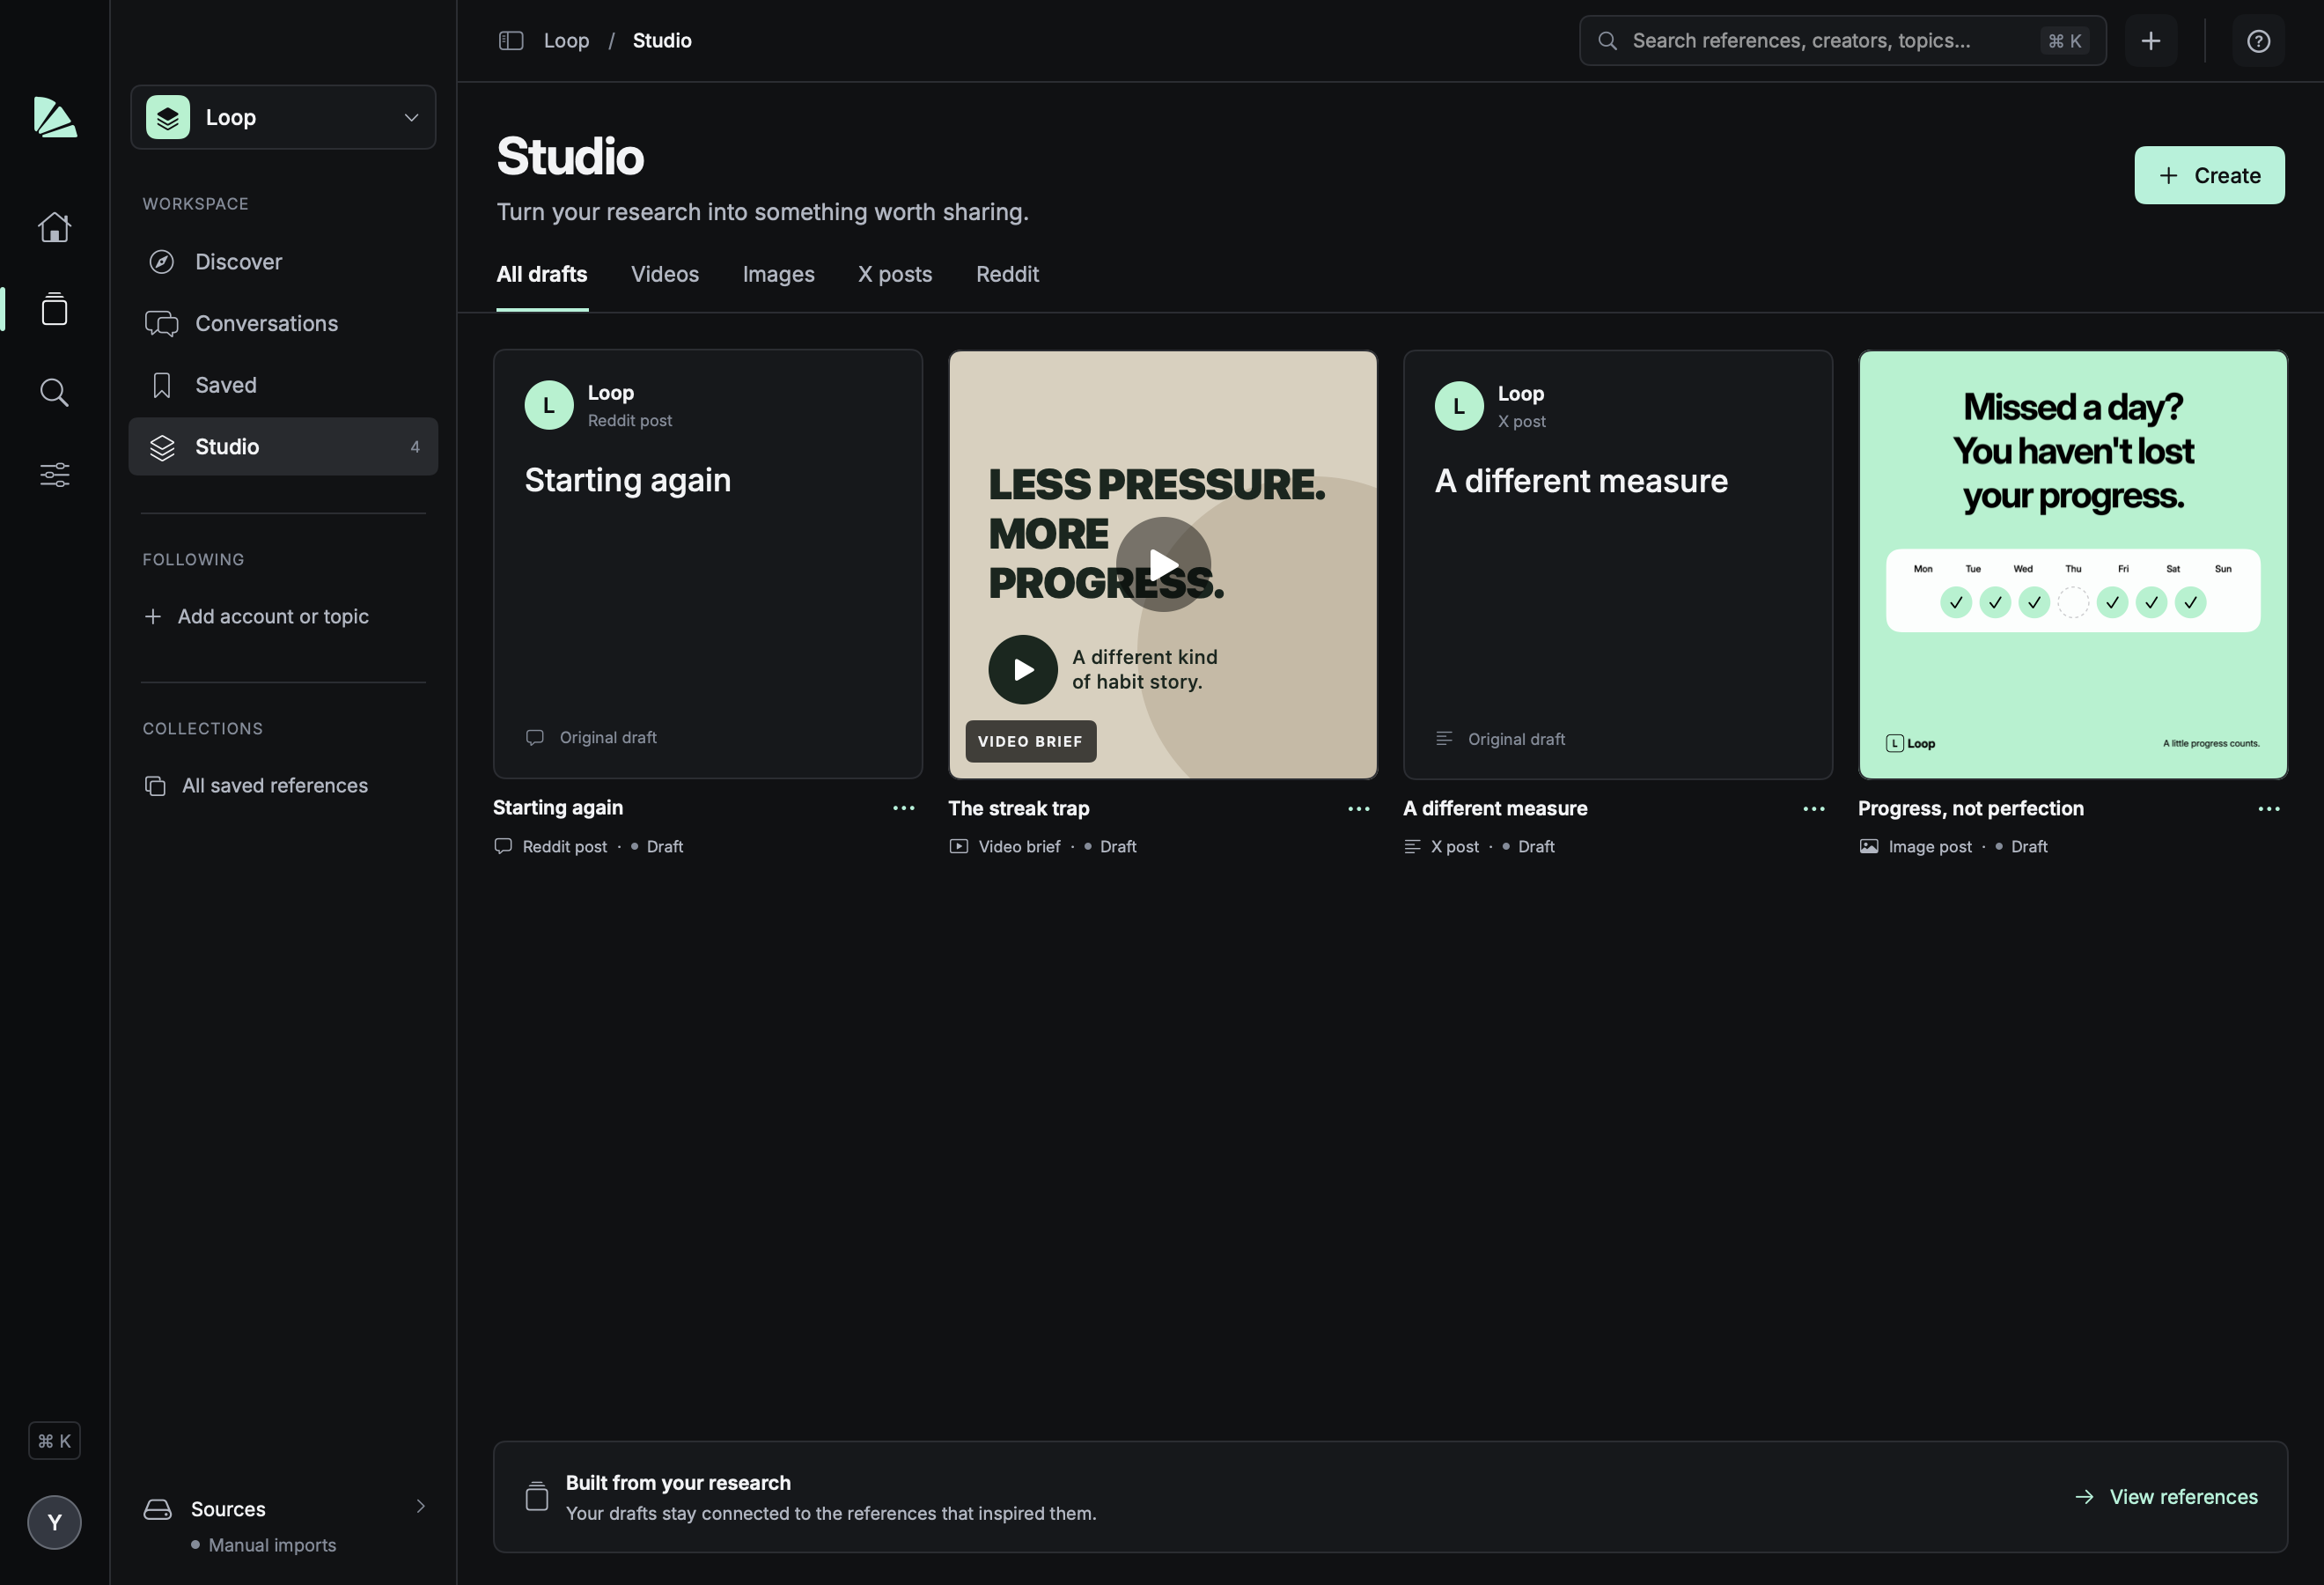 Loop / Studio
Search references, creators, topics... ⌘ K
Loop
WORKSPACE
Discover
Conversations
Saved
Studio 4
FOLLOWING
Add account or topic
COLLECTIONS
All saved references
⌘ K
Y
Sources
Manual imports
Studio
Turn your research into something worth sharing.
Create
All drafts Videos Images X posts Reddit
L
Loop
Reddit post
Starting again
Original draft
Starting again
Reddit post · Draft
LESS PRESSURE.
MORE
PROGRESS.
A different kind
of habit story.
VIDEO BRIEF
The streak trap
Video brief · Draft
L
Loop
X post
A different measure
Original draft
A different measure
X post · Draft
Missed a day?
You haven't lost
your progress.
Mon Tue Wed Thu Fri Sat Sun
L Loop
A little progress counts.
Progress, not perfection
Image post · Draft
Built from your research
Your drafts stay connected to the references that inspired them.
View references